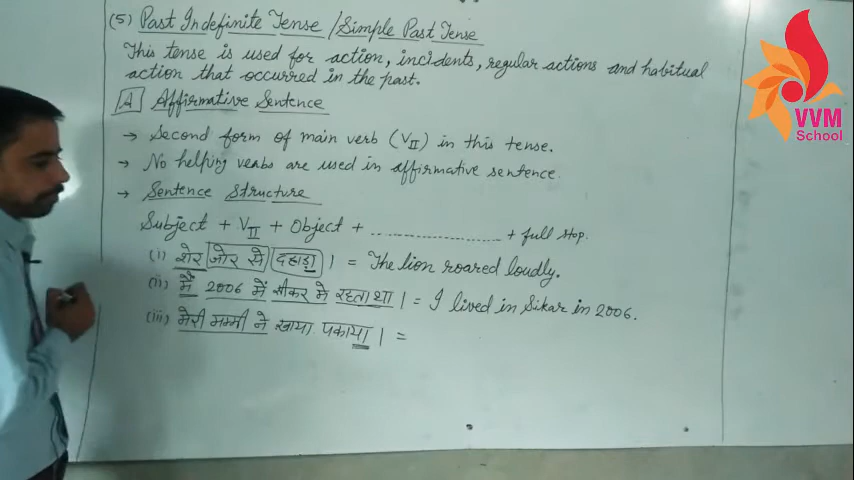 (5) Past Indefinite Tense / Simple Past Tense
This tense is used for action, incidents, regular actions and habitual
action that occurred in the past.
A Affirmative Sentence
→ Second form of main verb (VII) in this tense.
→ No helping verbs are used in affirmative sentence.
→ Sentence Structure
Subject + VII + Object + .................... + full stop.
(i) शेर जोर से दहाड़ा । = The lion roared loudly.
(ii) मैं 2006 में सीकर में रहता था । = I lived in Sikar in 2006.
(iii) मेरी मम्मी ने खाना पकाया । =
VVM
School